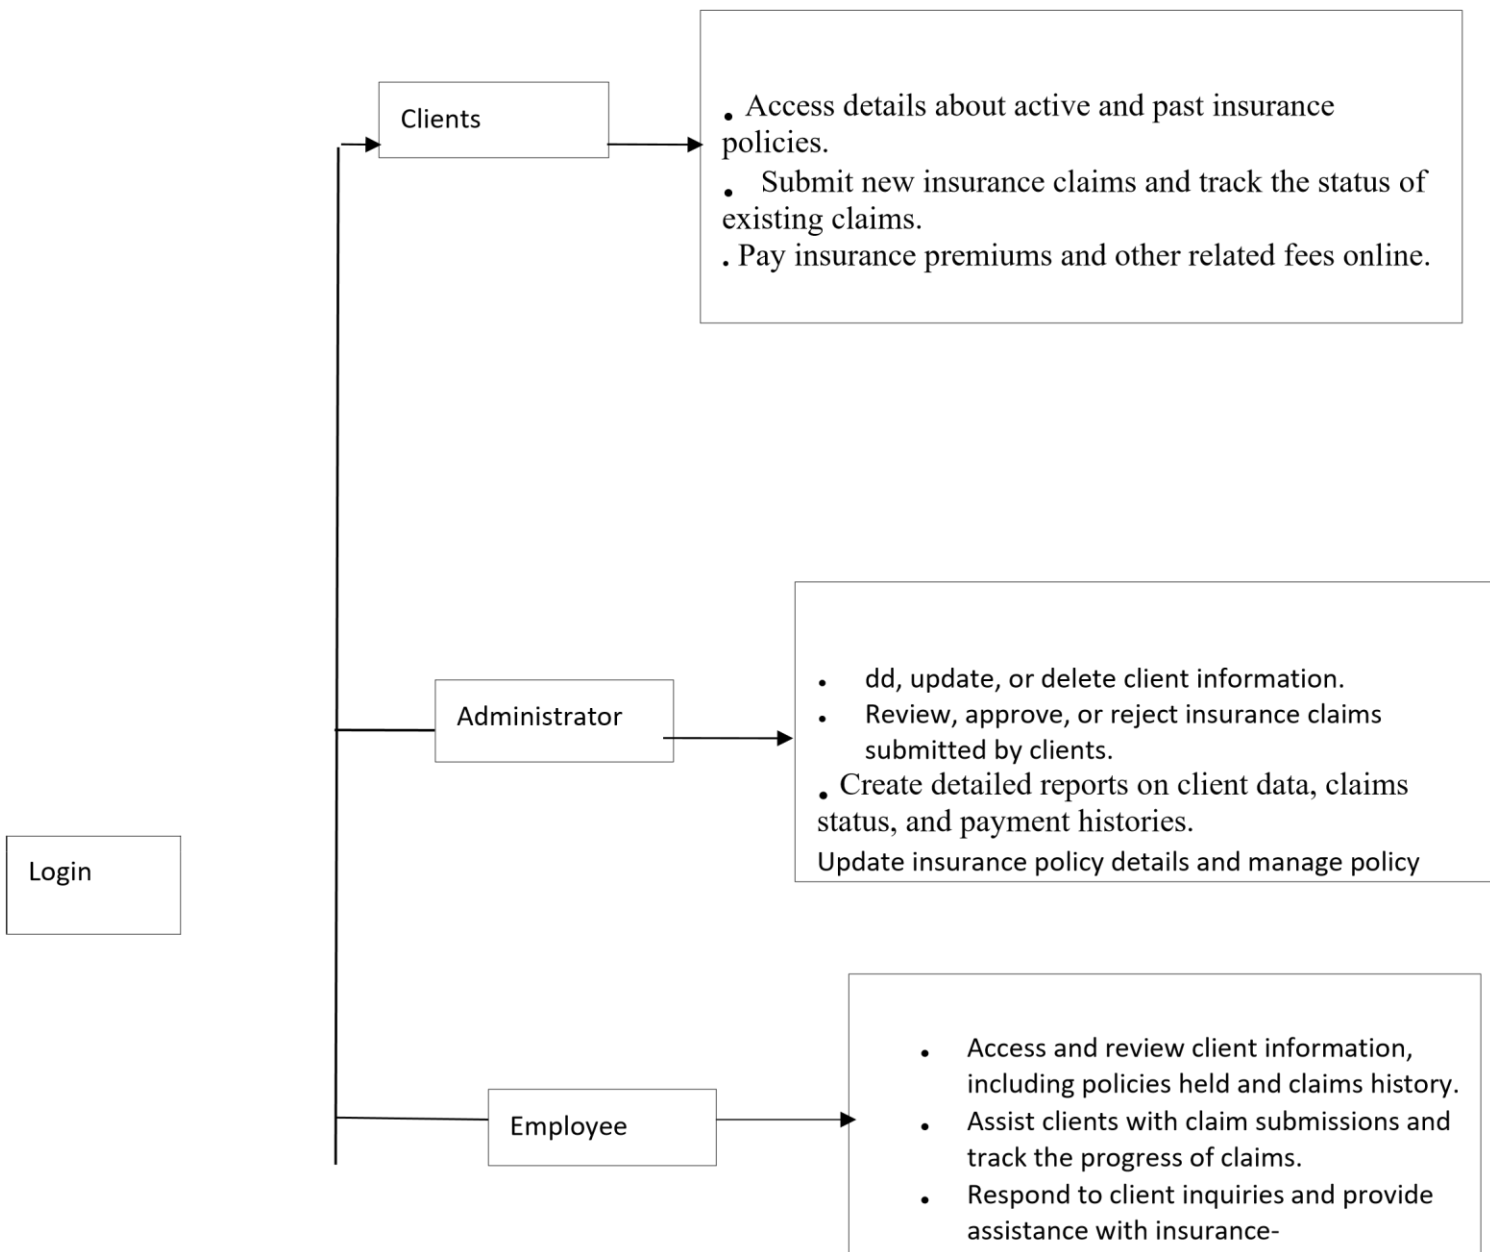 Clients
. Access details about active and past insurance
policies.
. Submit new insurance claims and track the status of
existing claims.
. Pay insurance premiums and other related fees online.
Administrator
• dd, update, or delete client information.
• Review, approve, or reject insurance claims
submitted by clients.
. Create detailed reports on client data, claims
status, and payment histories.
Update insurance policy details and manage policy
Login
Employee
• Access and review client information,
including policies held and claims history.
• Assist clients with claim submissions and
track the progress of claims.
• Respond to client inquiries and provide
assistance with insurance-